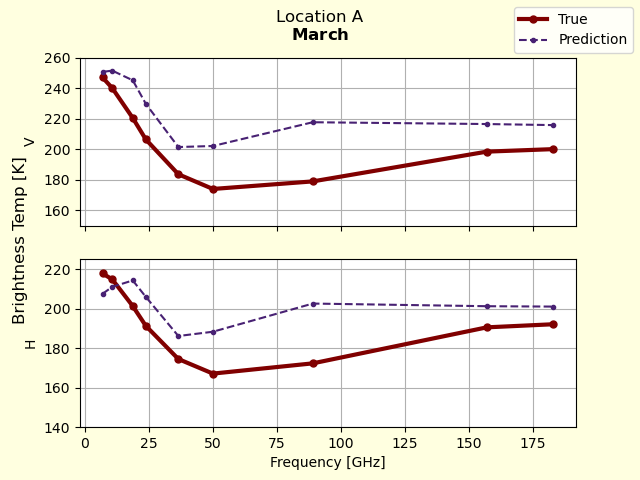 Location A
March
True
Prediction
Brightness Temp [K]
V
260
240
220
200
180
160
H
220
200
180
160
140
0 25 50 75 100 125 150 175
Frequency [GHz]